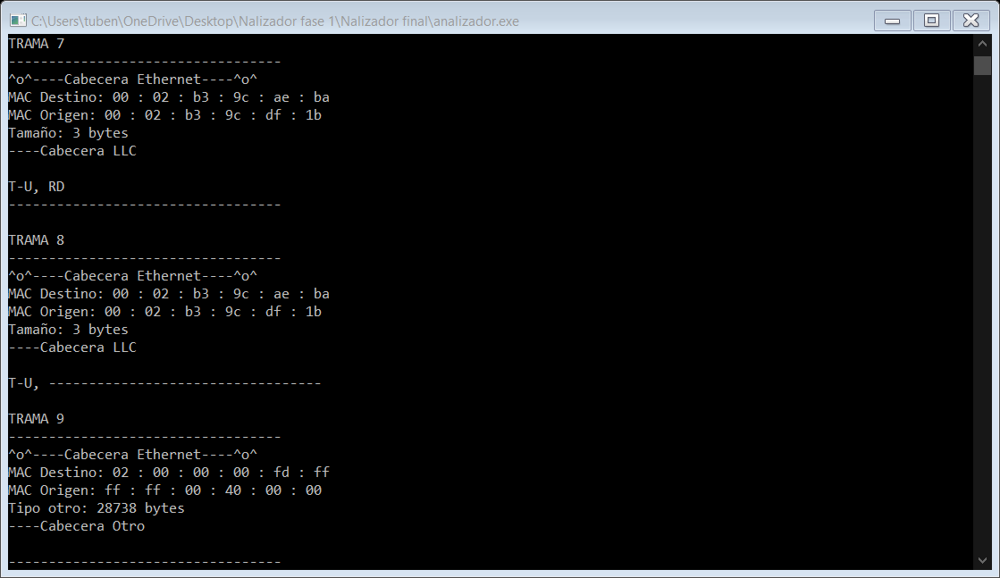 C:\Users\tuben\OneDrive\Desktop\Nalizador fase 1\Nalizador final\analizador.exe
TRAMA 7
----------------------------------
^o^----Cabecera Ethernet----^o^
MAC Destino: 00 : 02 : b3 : 9c : ae : ba
MAC Origen: 00 : 02 : b3 : 9c : df : 1b
Tamaño: 3 bytes
----Cabecera LLC
T-U, RD
----------------------------------
TRAMA 8
----------------------------------
^o^----Cabecera Ethernet----^o^
MAC Destino: 00 : 02 : b3 : 9c : ae : ba
MAC Origen: 00 : 02 : b3 : 9c : df : 1b
Tamaño: 3 bytes
----Cabecera LLC
T-U, ----------------------------------
TRAMA 9
----------------------------------
^o^----Cabecera Ethernet----^o^
MAC Destino: 02 : 00 : 00 : 00 : fd : ff
MAC Origen: ff : ff : 00 : 40 : 00 : 00
Tipo otro: 28738 bytes
----Cabecera Otro
----------------------------------